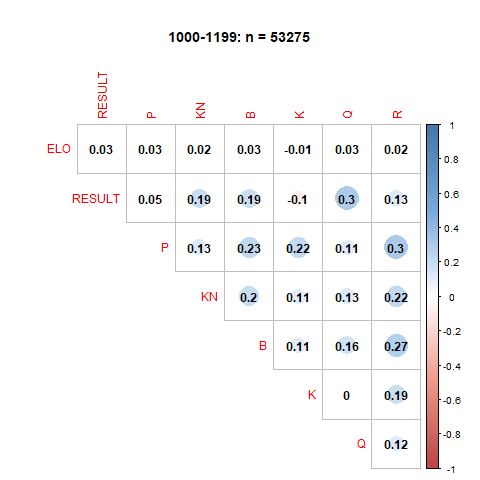 1000-1199: n = 53275
RESULT P KN B K Q R
ELO 0.03 0.03 0.02 0.03 -0.01 0.03 0.02
RESULT 0.05 0.19 0.19 -0.1 0.3 0.13
P 0.13 0.23 0.22 0.11 0.3
KN 0.2 0.11 0.13 0.22
B 0.11 0.16 0.27
K 0 0.19
Q 0.12
1
0.8
0.6
0.4
0.2
0
-0.2
-0.4
-0.6
-0.8
-1